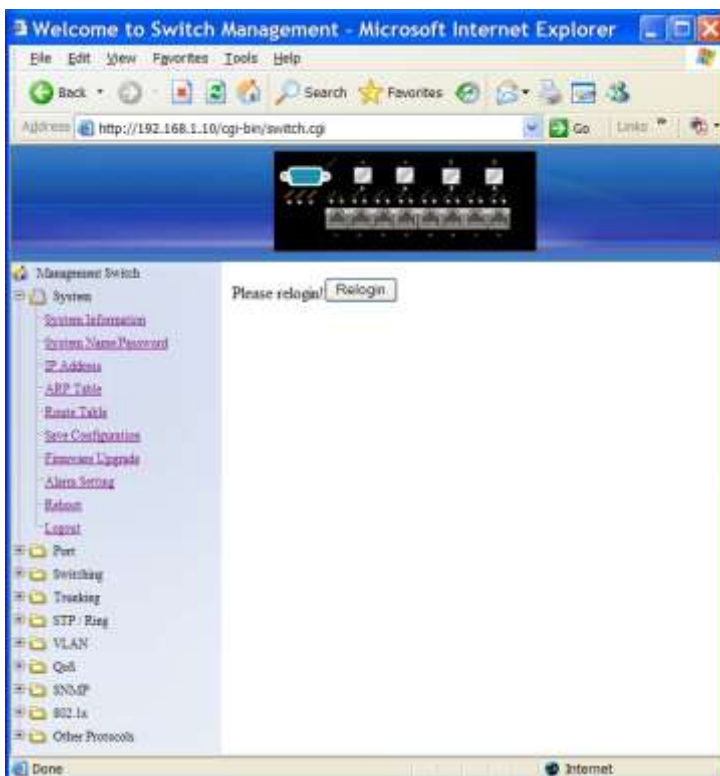 Welcome to Switch Management - Microsoft Internet Explorer
File Edit View Favorites Tools Help
Back Search Favorites
Address http://192.168.1.10/cgi-bin/switch.cgi Go Links »
Management Switch
System
Please relogin! Relogin
System Information
System Name/Password
IP Address
ARP Table
Route Table
Save Configuration
Firmware Upgrade
Alarm Setting
Reboot
Logout
Port
Switching
Trunking
STP / Ring
VLAN
QoS
SNMP
802.1x
Other Protocols
Done Internet